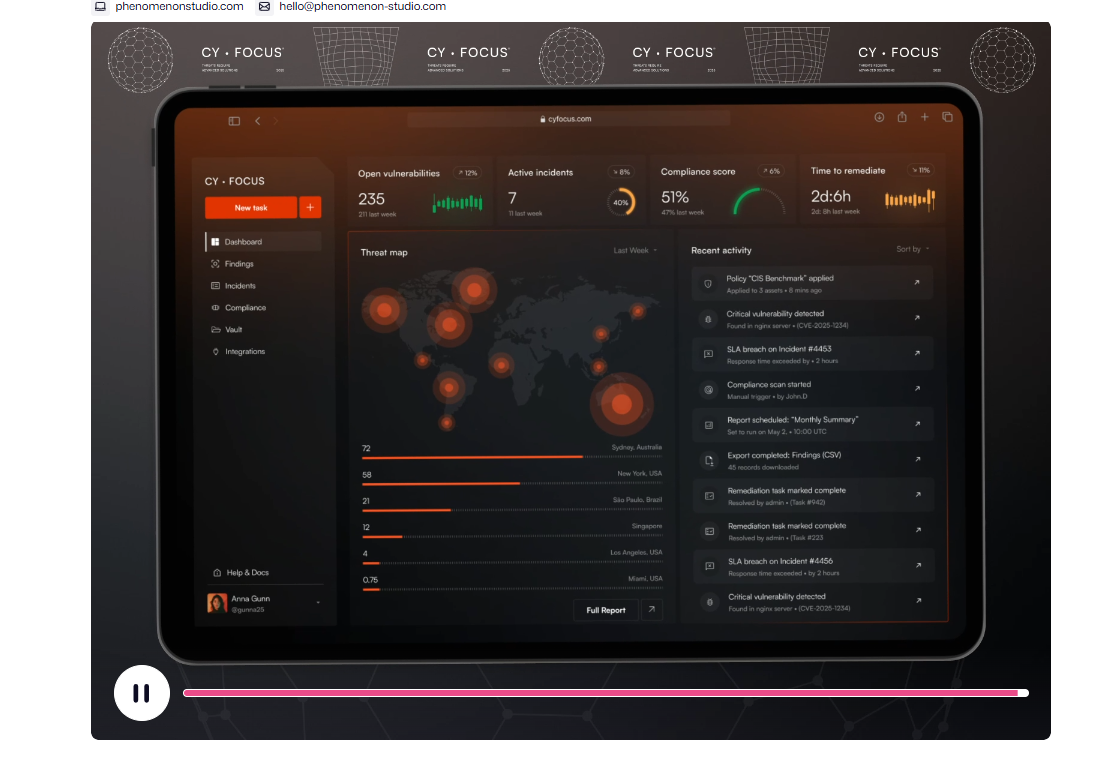 phenomenonstudio.com hello@phenomenon-studio.com
CY • FOCUS CY • FOCUS CY • FOCUS CY • FOCUS
cyfocus.com
CY • FOCUS
New task
+
Dashboard
Findings
Incidents
Compliance
Vault
Integrations
Help & Docs
Anna Gunn
@gunna25
Open vulnerabilities 12%
235
211 last week
Active incidents 8%
7
11 last week
40%
Compliance score 6%
51%
47% last week
Time to remediate 11%
2d:6h
2d: 8h last week
Threat map Last Week
72 Sydney, Australia
58 New York, USA
21 São Paulo, Brazil
12 Singapore
4 Los Angeles, USA
0.75 Miami, USA
Full Report
Recent activity Sort by
Policy “CIS Benchmark” applied
Applied to 3 assets • 8 mins ago
Critical vulnerability detected
Found in nginx server • (CVE-2025-1234)
SLA breach on Incident #4453
Response time exceeded by • 2 hours
Compliance scan started
Manual trigger • by John.D
Report scheduled: “Monthly Summary”
Set to run on May 2, • 10:00 UTC
Export completed: Findings (CSV)
45 records downloaded
Remediation task marked complete
Resolved by admin • (Task #942)
Remediation task marked complete
Resolved by admin • (Task #223
SLA breach on Incident #4456
Response time exceeded • by 2 hours
Critical vulnerability detected
Found in nginx server • (CVE-2025-1234)